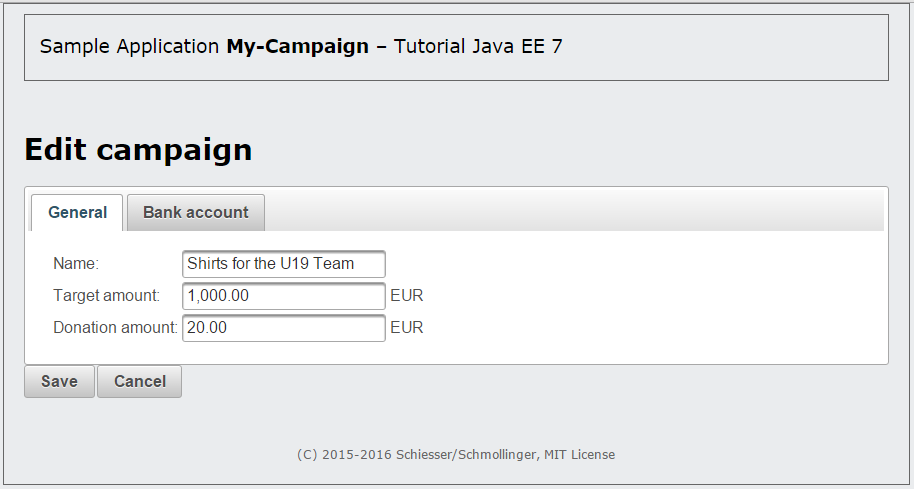 Sample Application My-Campaign – Tutorial Java EE 7
Edit campaign
General Bank account
Name: Shirts for the U19 Team
Target amount: 1,000.00 EUR
Donation amount: 20.00 EUR
Save Cancel
(C) 2015-2016 Schiesser/Schmollinger, MIT License